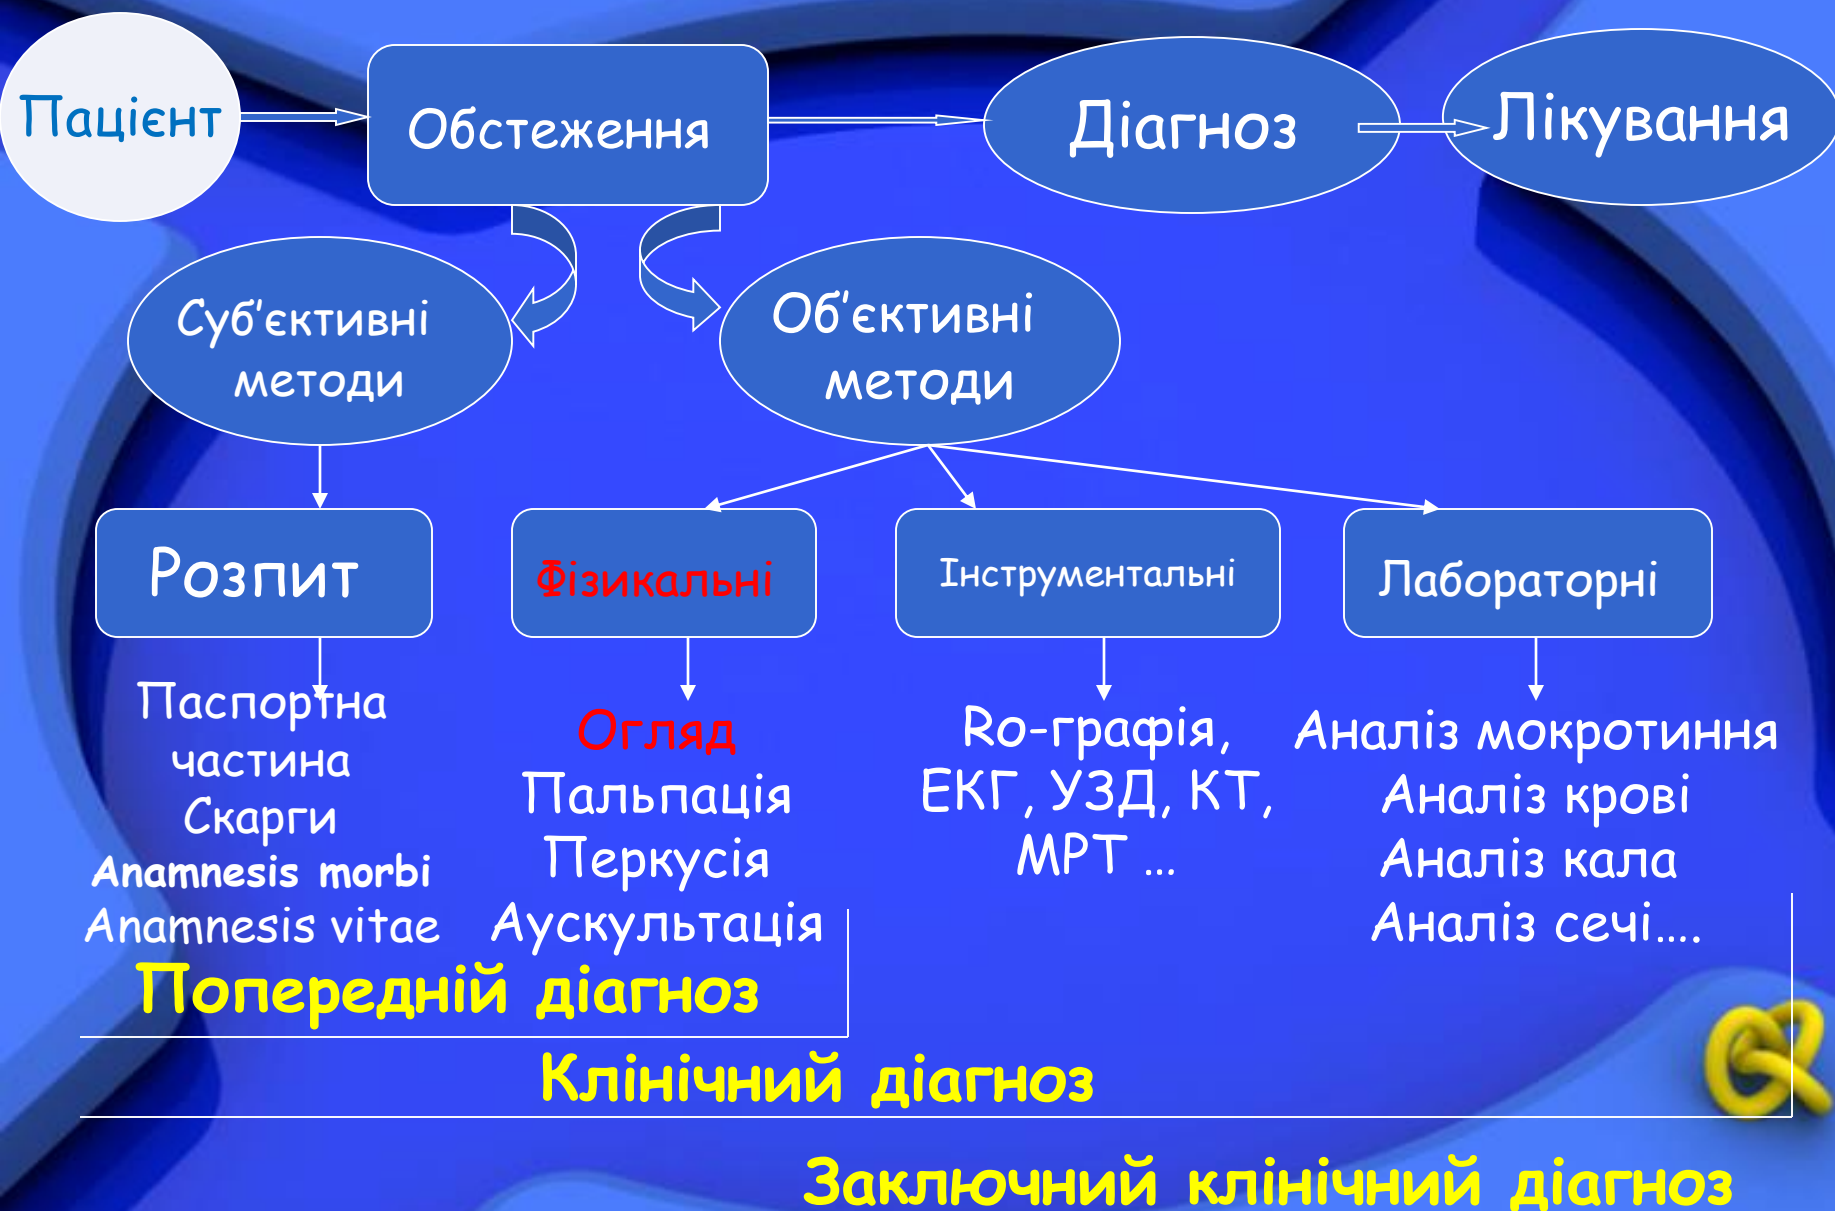 Пацієнт
Обстеження
Діагноз
Лікування
Суб’єктивні
методи
Об’єктивні
методи
Розпит
Фізикальні
Інструментальні
Лабораторні
Паспортна
частина
Скарги
Anamnesis morbi
Anamnesis vitae
Огляд
Пальпація
Перкусія
Аускультація
Ro-графія,
ЕКГ, УЗД, КТ,
МРТ ...
Аналіз мокротиння
Аналіз крові
Аналіз кала
Аналіз сечі....
Попередній діагноз
Клінічний діагноз
Заключний клінічний діагноз